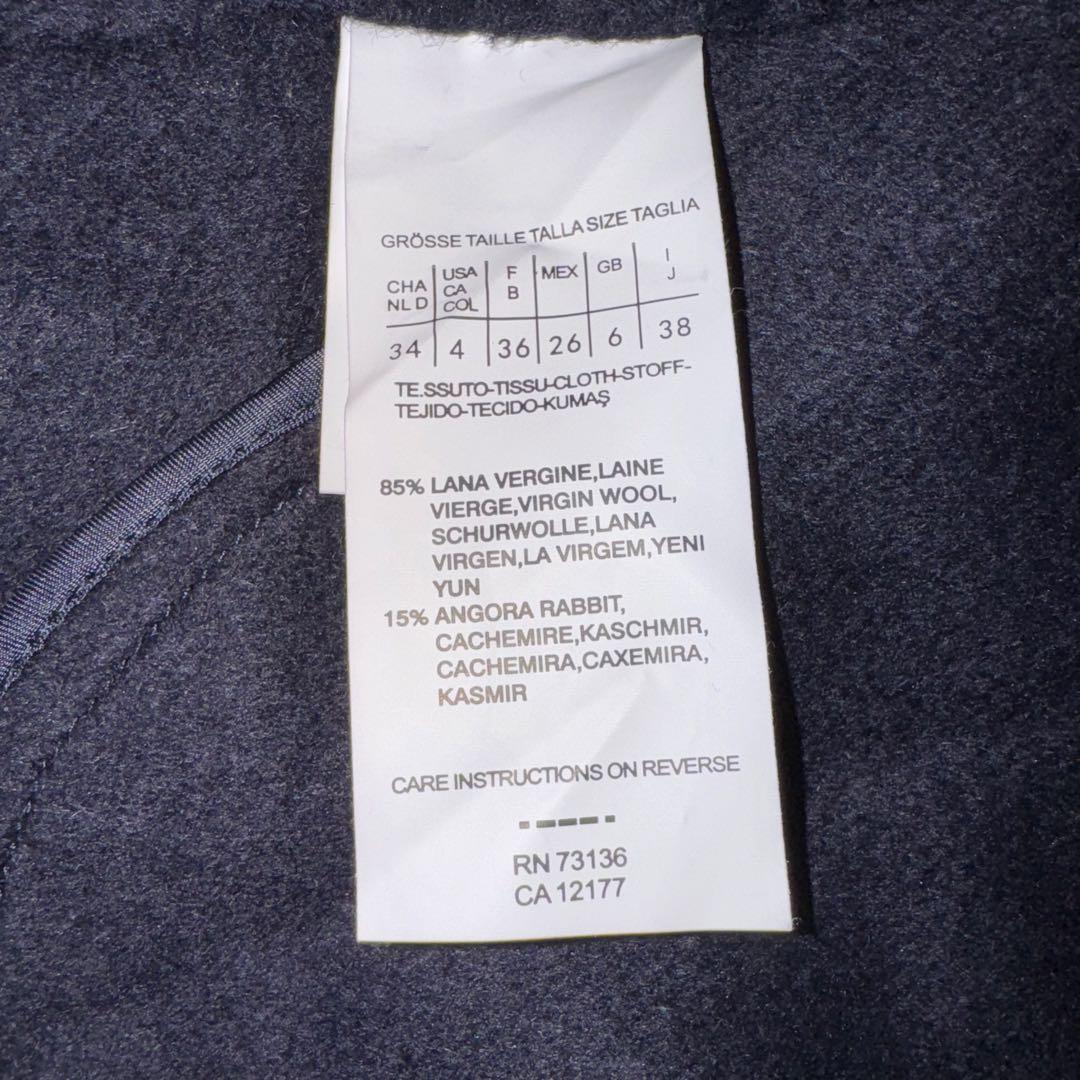 GRÖSSE TAILLE TALLA SIZE TAGLIA
CHA NL D | USA CA COL | F B | MEX | GB | I J
34 | 4 | 36 | 26 | 6 | 38
TE.SSUTO-TISSU-CLOTH-STOFF-
TEJIDO-TECIDO-KUMAŞ
85% LANA VERGINE,LAINE
VIERGE,VIRGIN WOOL,
SCHURWOLLE,LANA
VIRGEN,LA VIRGEM,YENI
YUN
15% ANGORA RABBIT,
CACHEMIRE,KASCHMIR,
CACHEMIRA,CAXEMIRA,
KASMIR
CARE INSTRUCTIONS ON REVERSE
RN 73136
CA 12177